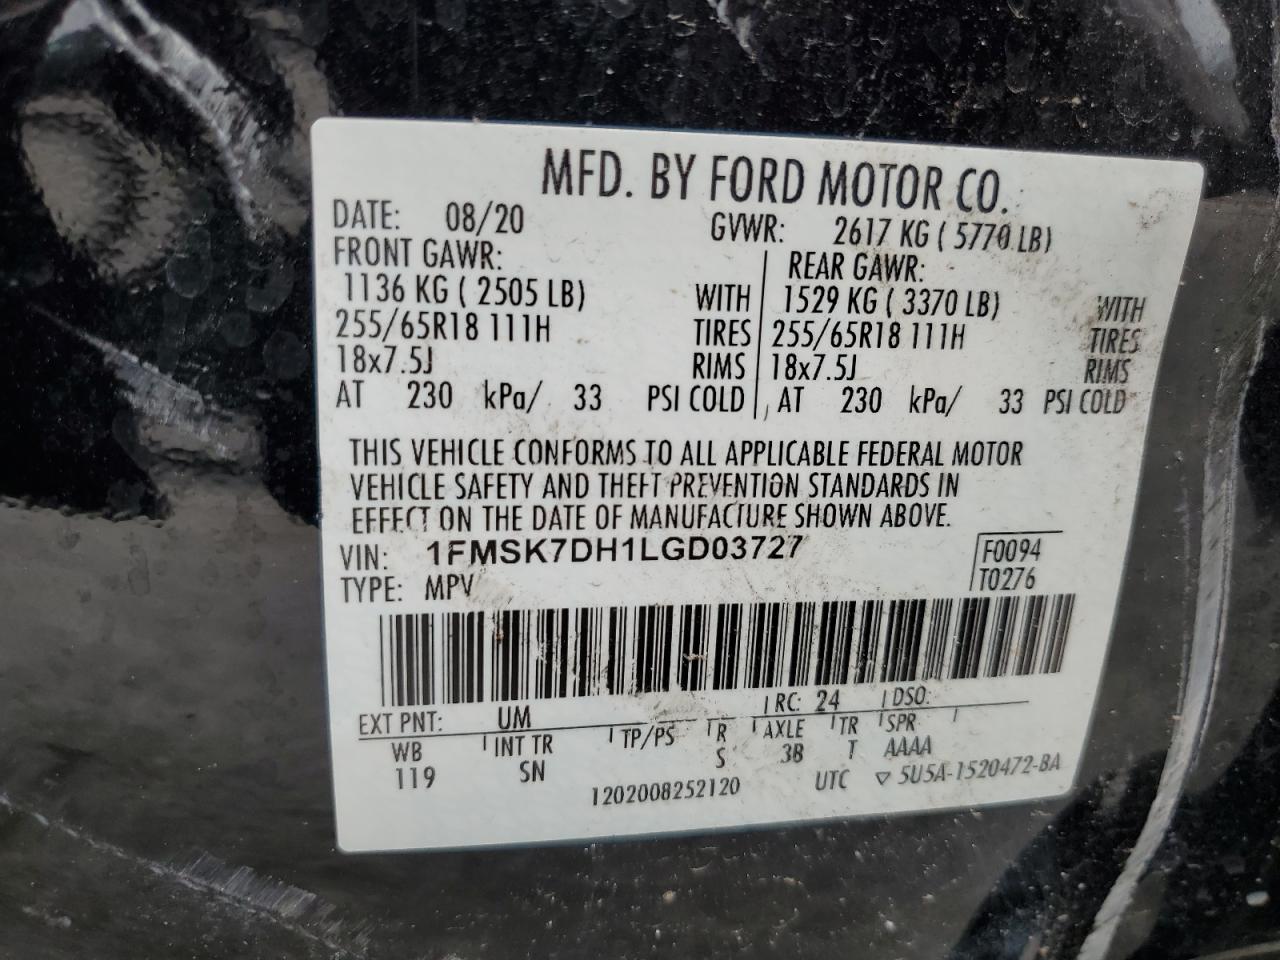 MFD. BY FORD MOTOR CO.
DATE: 08/20 GVWR: 2617 KG ( 5770 LB)
FRONT GAWR: REAR GAWR:
1136 KG ( 2505 LB) WITH 1529 KG ( 3370 LB) WITH
255/65R18 111H TIRES 255/65R18 111H TIRES
18x7.5J RIMS 18x7.5J RIMS
AT 230 kPa/ 33 PSI COLD AT 230 kPa/ 33 PSI COLD
THIS VEHICLE CONFORMS TO ALL APPLICABLE FEDERAL MOTOR
VEHICLE SAFETY AND THEFT PREVENTION STANDARDS IN
EFFECT ON THE DATE OF MANUFACTURE SHOWN ABOVE.
VIN: 1FMSK7DH1LGD03727 F0094
TYPE: MPV T0276
EXT PNT: UM RC: 24 DSO:
WB INT TR TP/PS R AXLE TR SPR
119 SN S 3B T AAAA
1202008252120 UTC ▽ 5U5A-1520472-BA